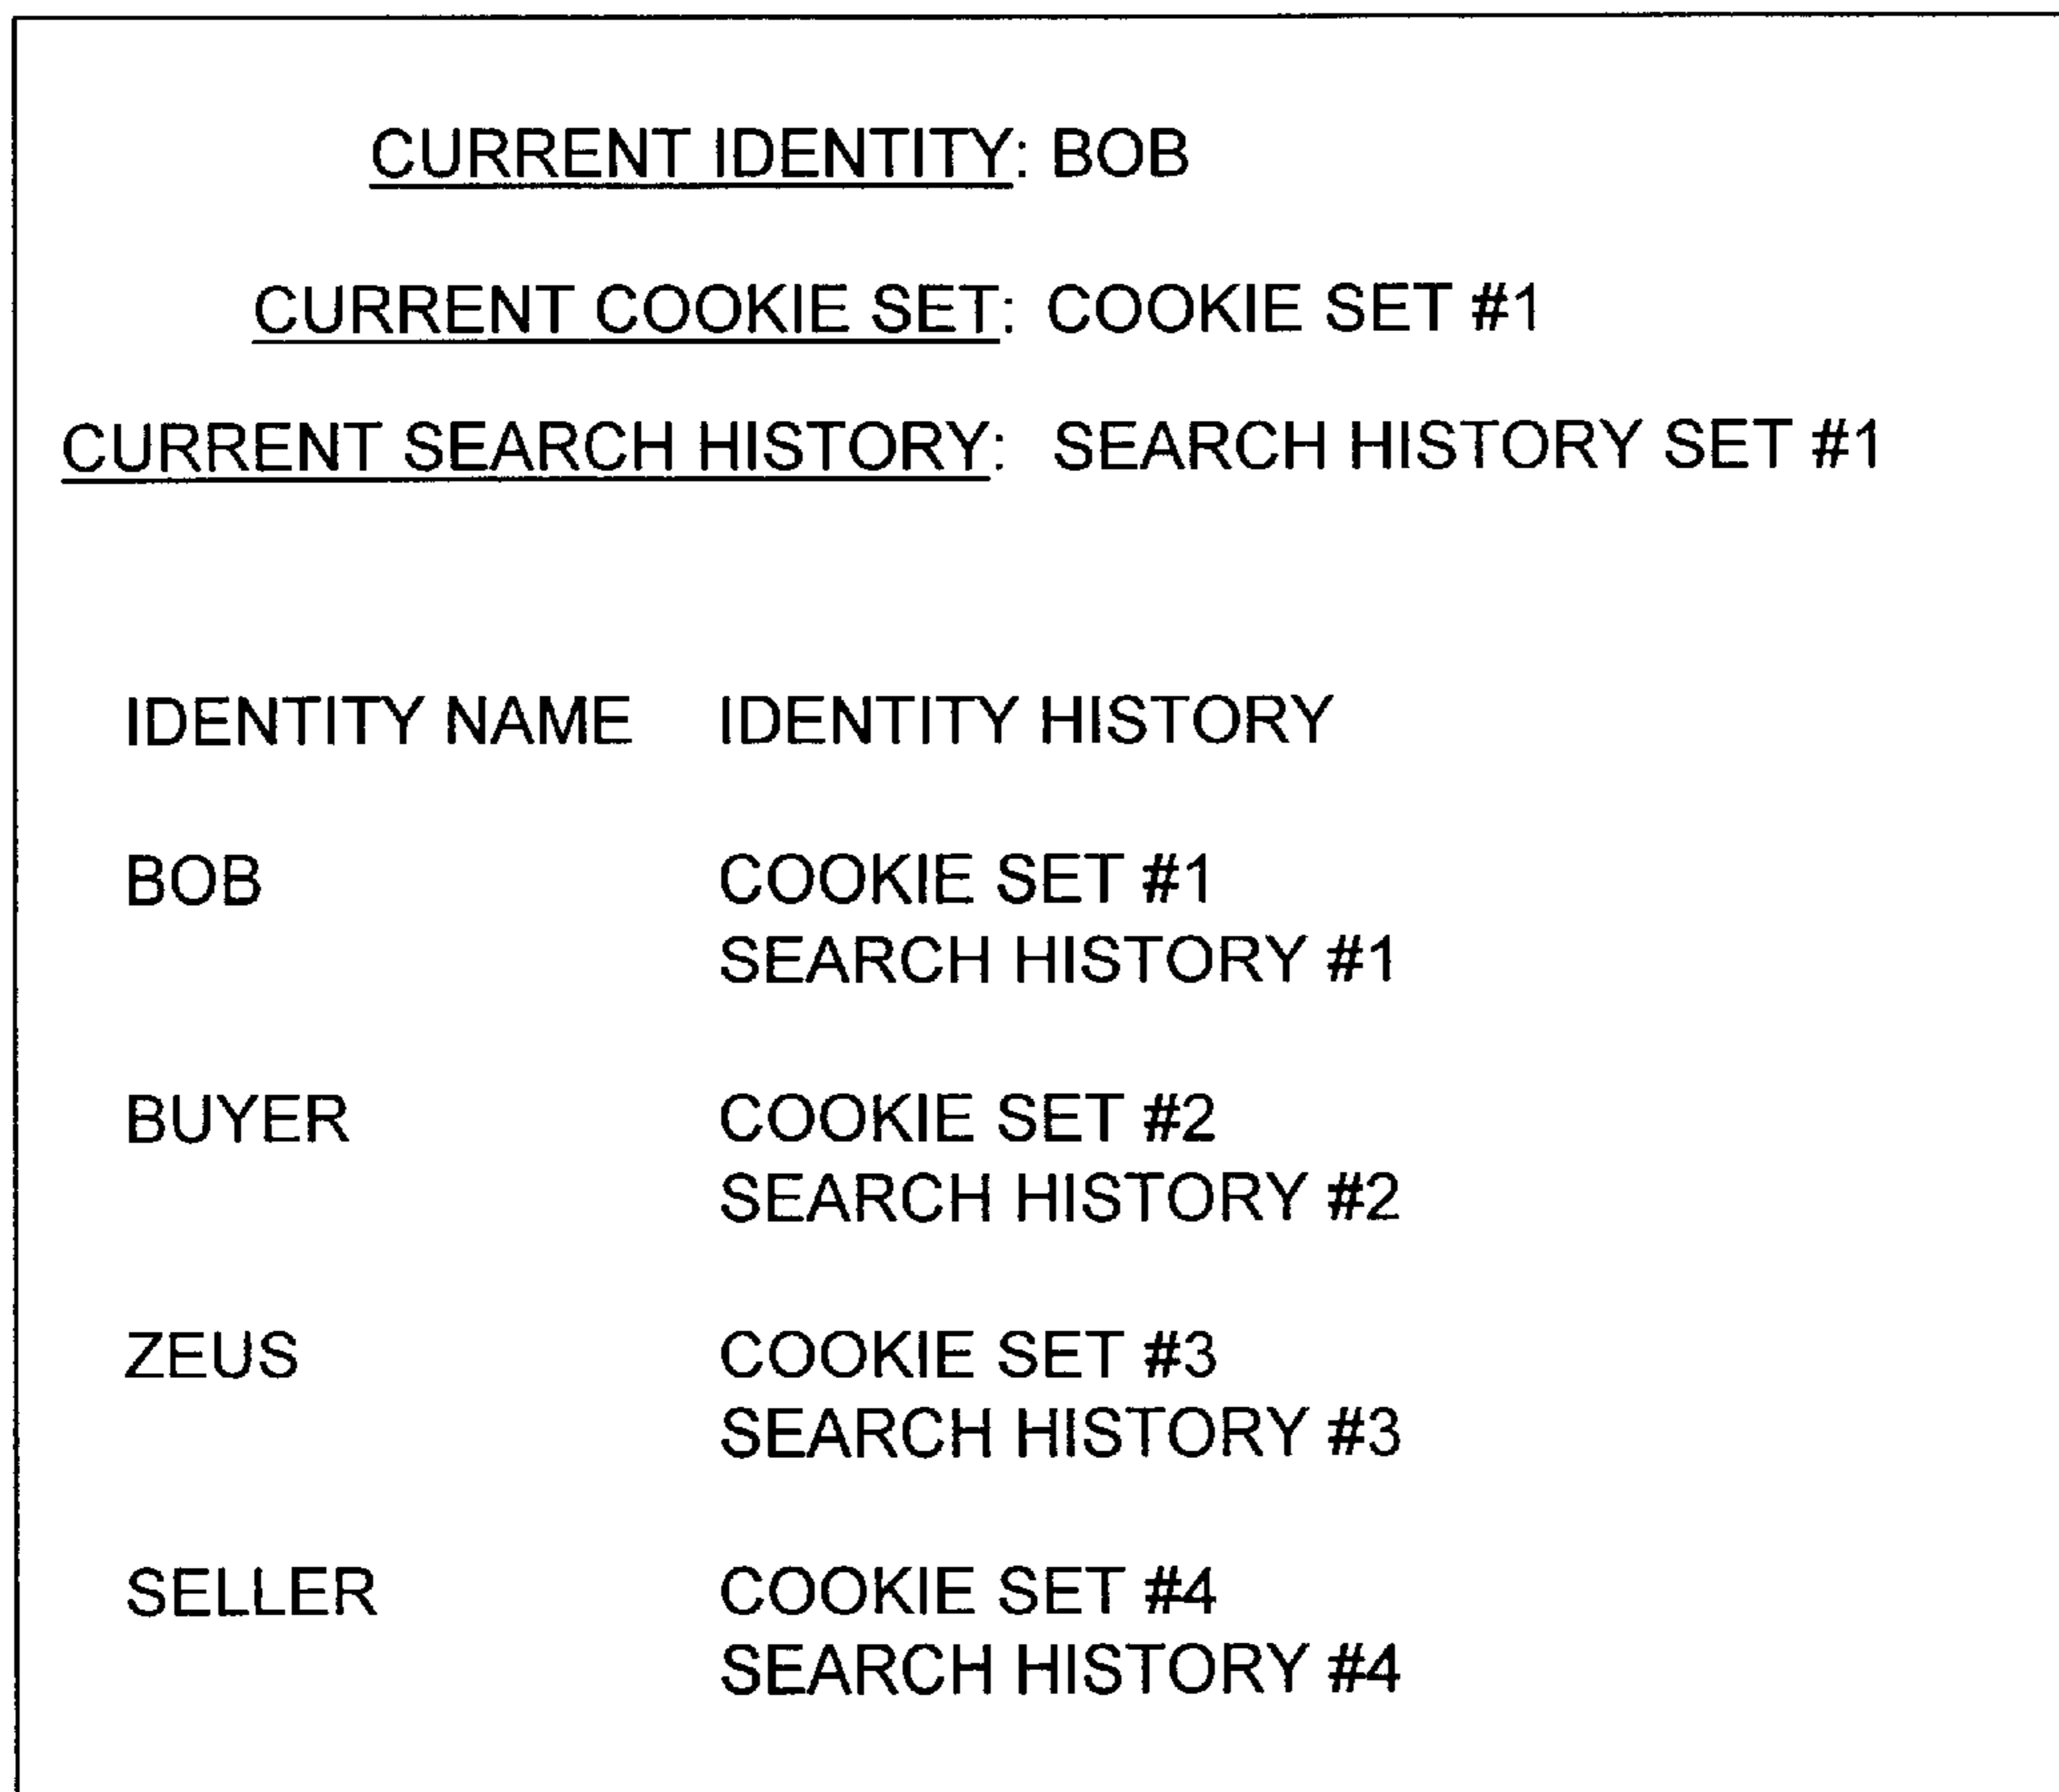 CURRENT IDENTITY: BOB
CURRENT COOKIE SET: COOKIE SET #1
CURRENT SEARCH HISTORY: SEARCH HISTORY SET #1
IDENTITY NAME IDENTITY HISTORY
BOB COOKIE SET #1
SEARCH HISTORY #1
BUYER COOKIE SET #2
SEARCH HISTORY #2
ZEUS COOKIE SET #3
SEARCH HISTORY #3
SELLER COOKIE SET #4
SEARCH HISTORY #4